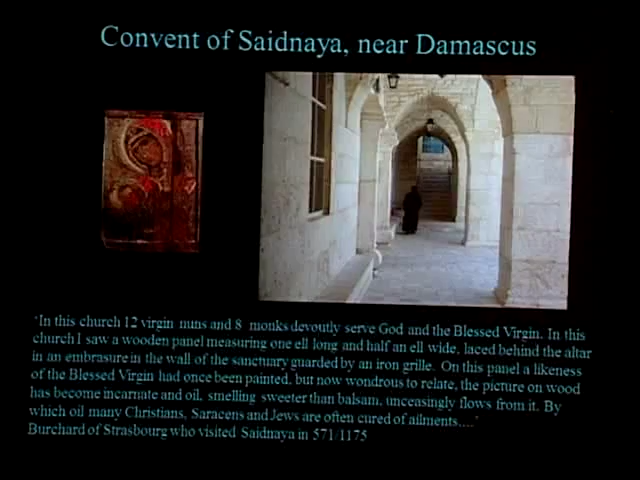 Convent of Saidnaya, near Damascus
'In this church 12 virgin nuns and 8 monks devoutly serve God and the Blessed Virgin. In this
church I saw a wooden panel measuring one ell long and half an ell wide, laced behind the altar
in an embrasure in the wall of the sanctuary guarded by an iron grille. On this panel a likeness
of the Blessed Virgin had once been painted, but now wondrous to relate, the picture on wood
has become incarnate and oil, smelling sweeter than balsam, unceasingly flows from it. By
which oil many Christians, Saracens and Jews are often cured of ailments....'
Burchard of Strasbourg who visited Saidnaya in 571/1175